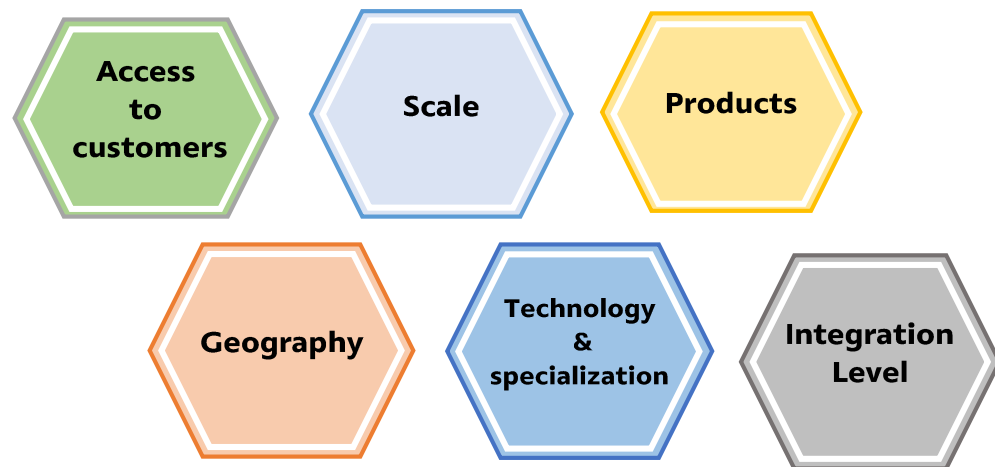 Access
to
customers
Scale
Products
Geography
Technology
&
specialization
Integration
Level